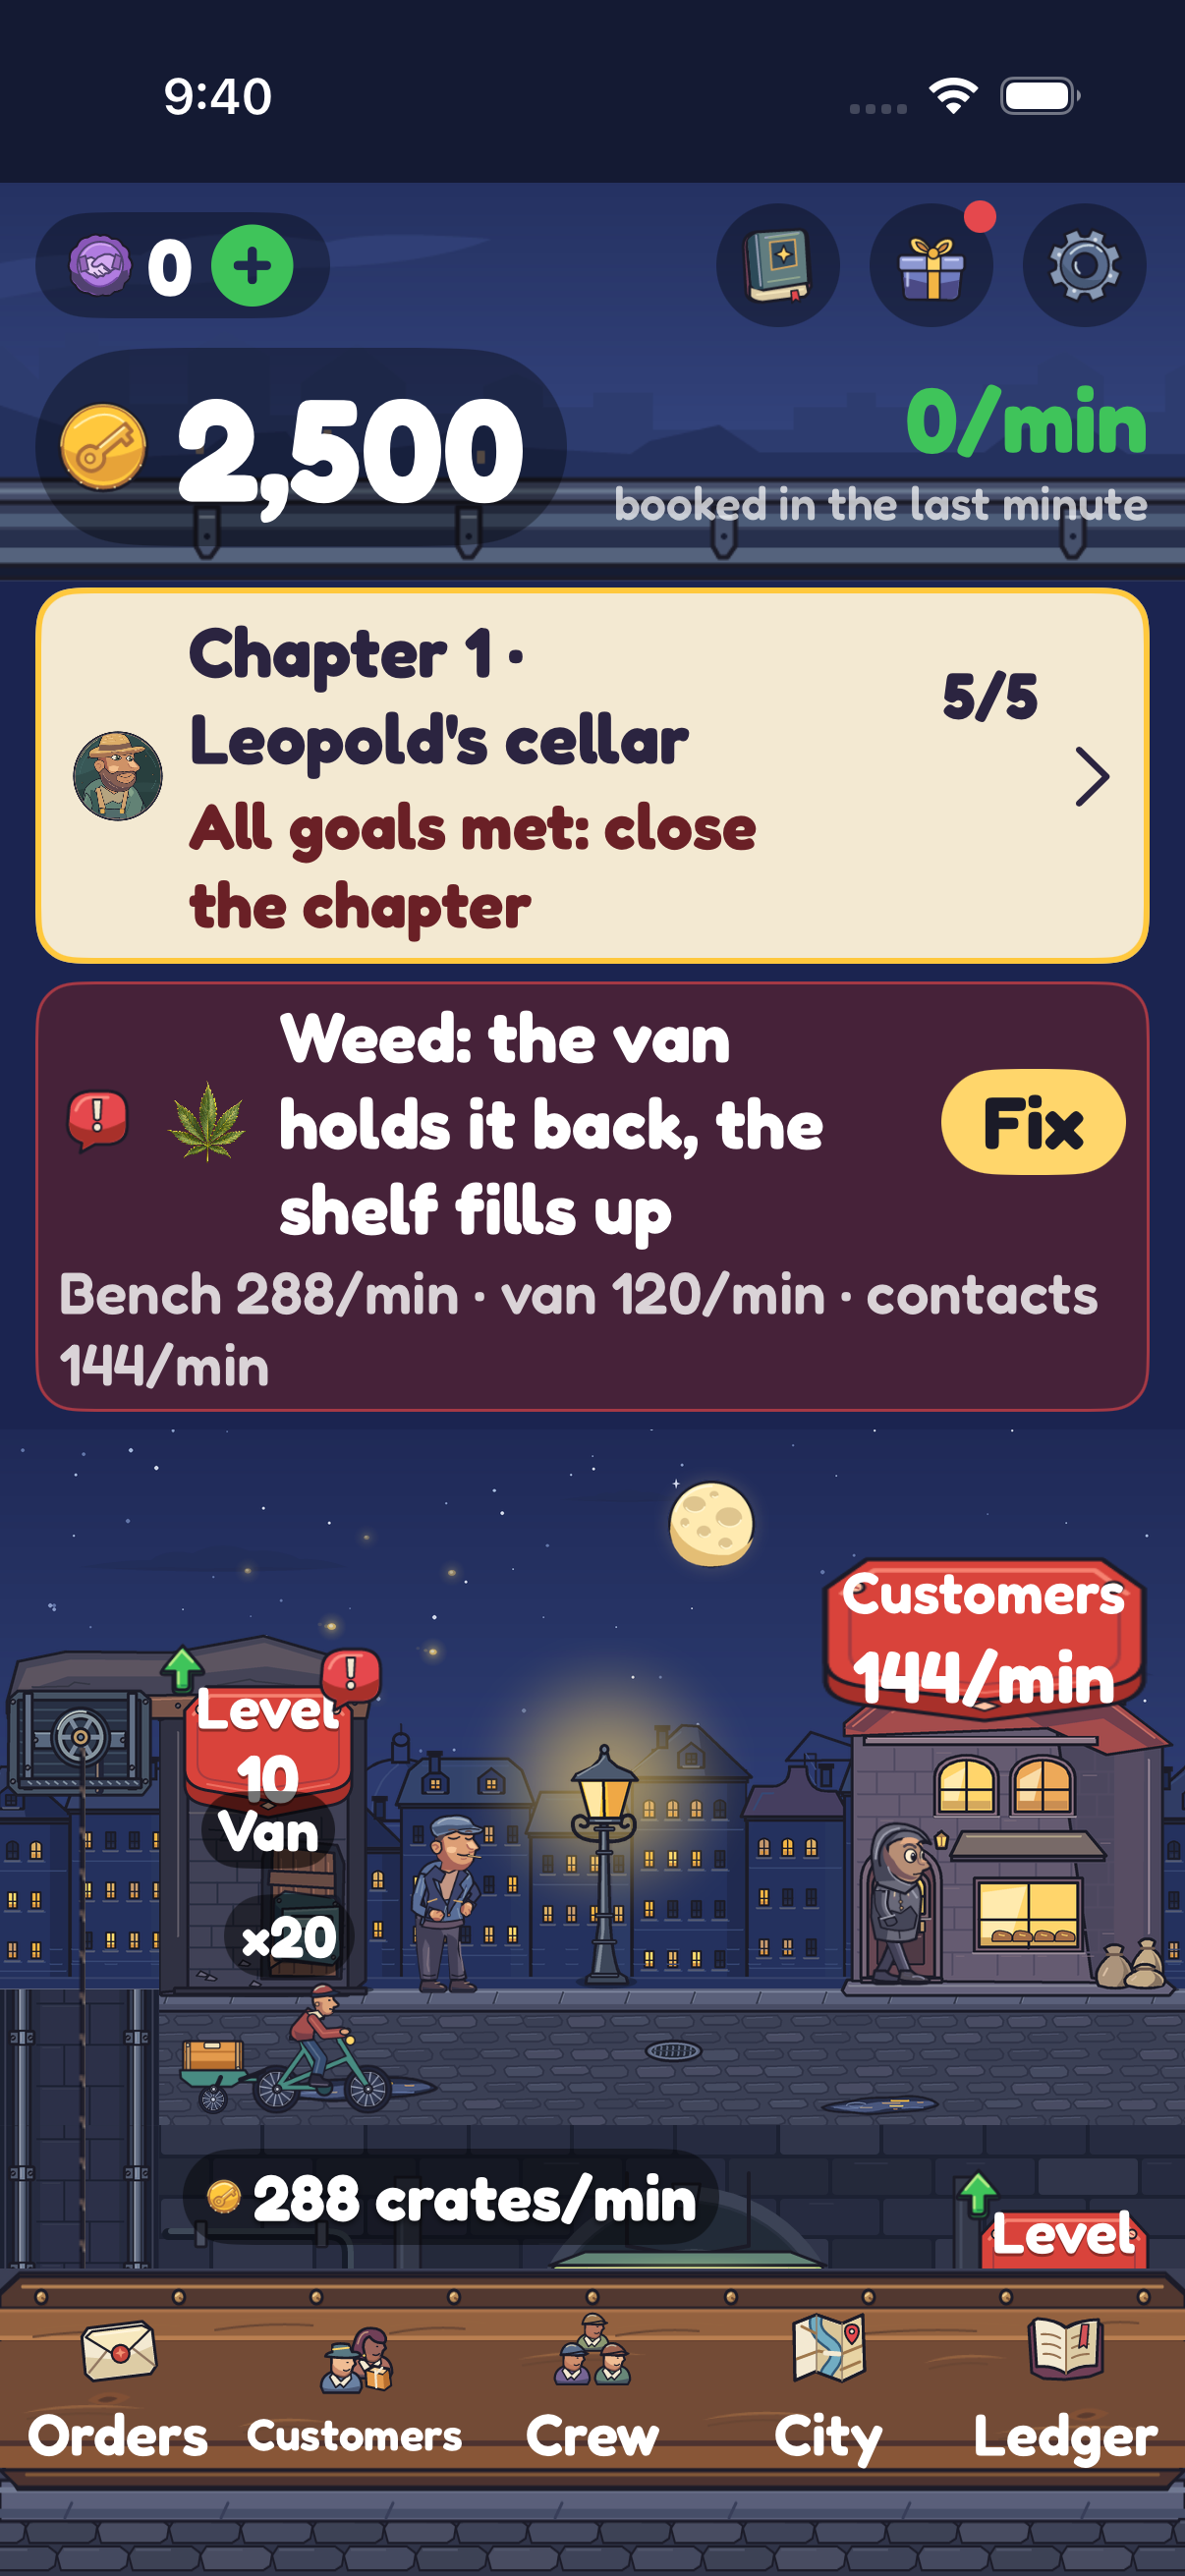 9:40
0
2,500
0/min
booked in the last minute
Chapter 1 ·
Leopold's cellar
5/5
All goals met: close
the chapter
Weed: the van
holds it back, the
shelf fills up
Fix
Bench 288/min · van 120/min · contacts
144/min
Customers
144/min
Level
10
Van
×20
288 crates/min
Level
Orders
Customers
Crew
City
Ledger